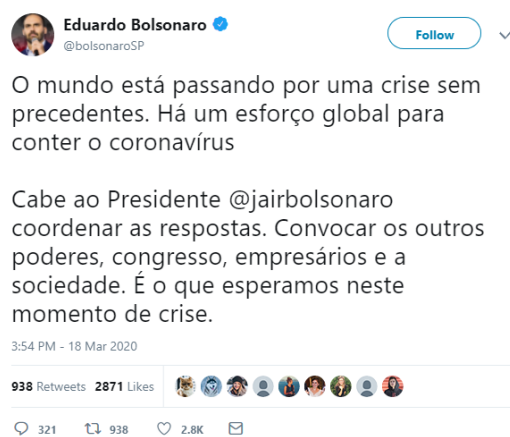 Eduardo Bolsonaro
@bolsonaroSP
Follow
O mundo está passando por uma crise sem
precedentes. Há um esforço global para
conter o coronavírus
Cabe ao Presidente @jairbolsonaro
coordenar as respostas. Convocar os outros
poderes, congresso, empresários e a
sociedade. É o que esperamos neste
momento de crise.
3:54 PM - 18 Mar 2020
938 Retweets 2871 Likes
321 938 2.8K